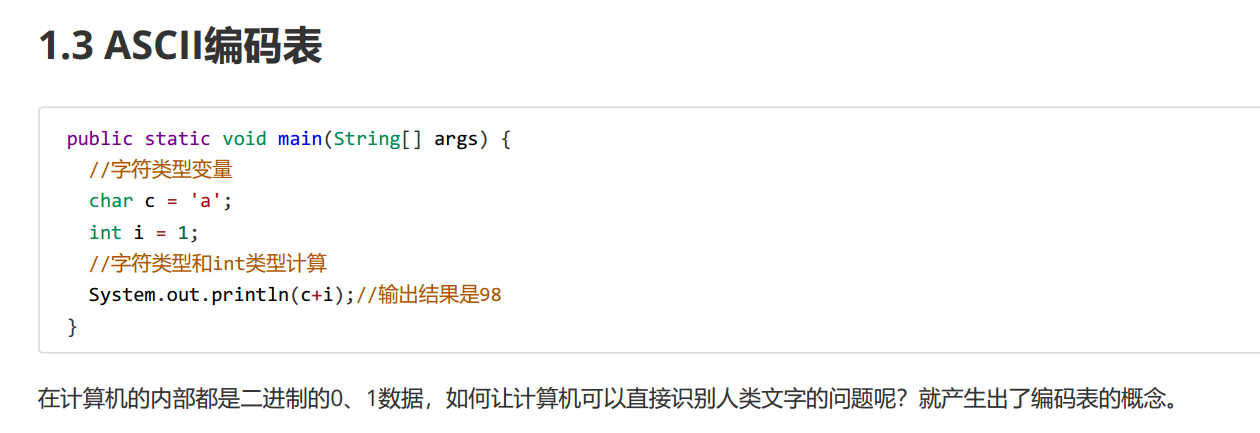 1.3 ASCII编码表
public static void main(String[] args) {
//字符类型变量
char c = 'a';
int i = 1;
//字符类型和int类型计算
System.out.println(c+i);//输出结果是98
}
在计算机的内部都是二进制的0、1数据，如何让计算机可以直接识别人类文字的问题呢？就产生出了编码表的概念。